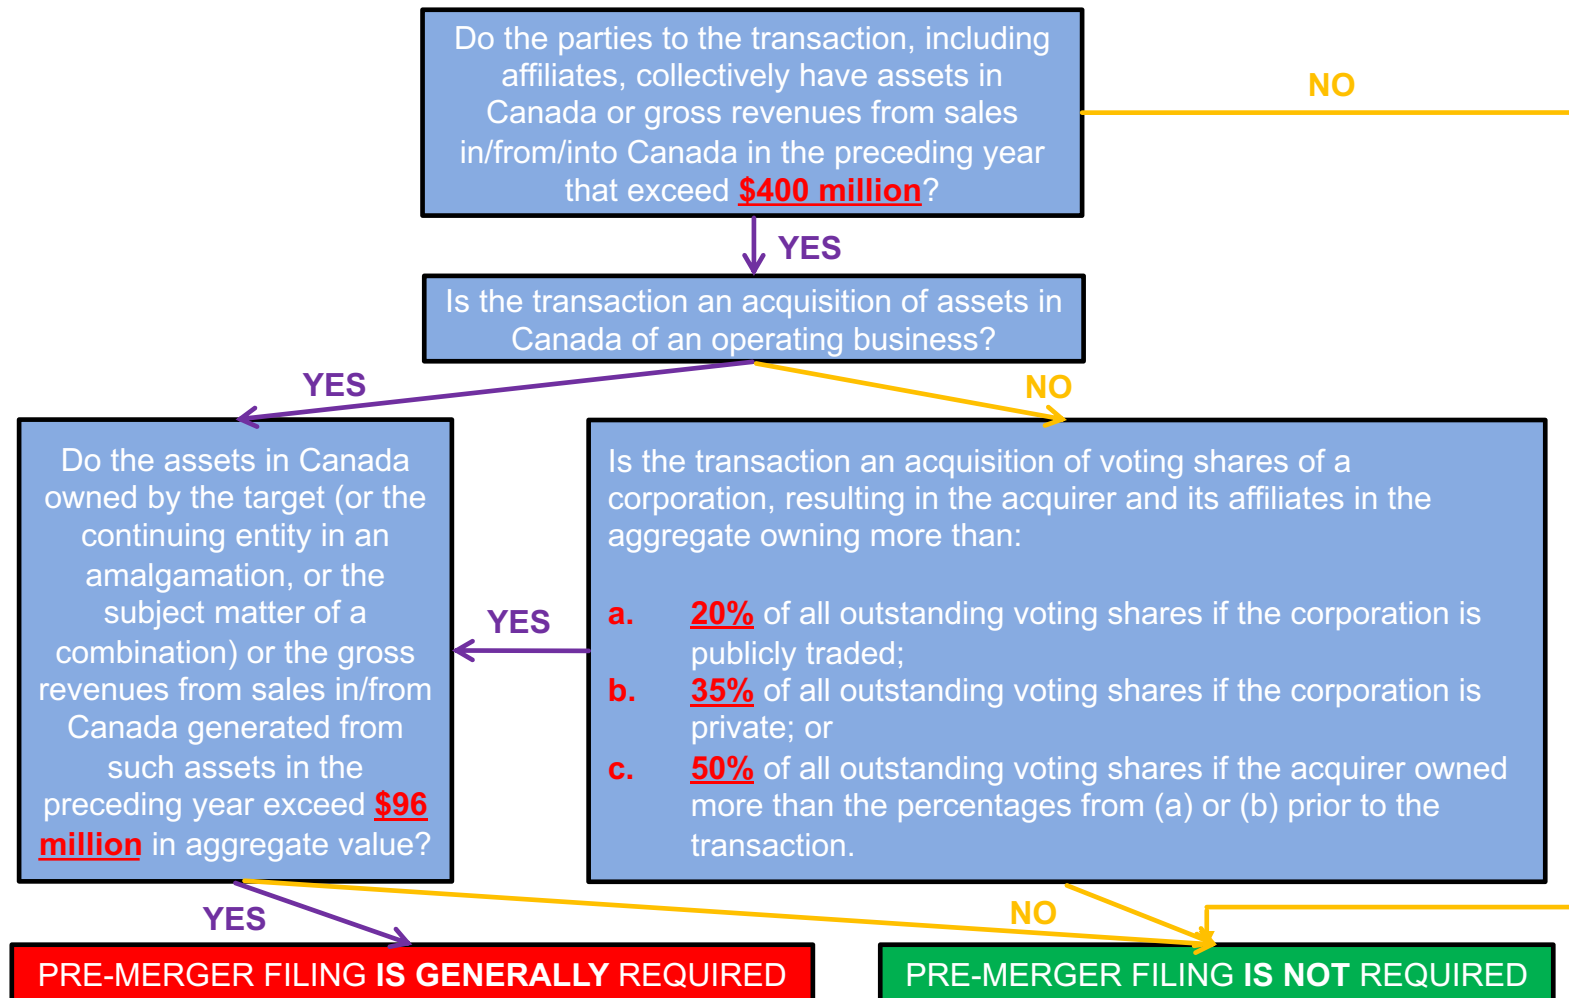 Do the parties to the transaction, including
affiliates, collectively have assets in
Canada or gross revenues from sales
in/from/into Canada in the preceding year
that exceed $400 million?
NO
YES
Is the transaction an acquisition of assets in
Canada of an operating business?
YES
NO
Do the assets in Canada
owned by the target (or the
continuing entity in an
amalgamation, or the
subject matter of a
combination) or the gross
revenues from sales in/from
Canada generated from
such assets in the
preceding year exceed $96
million in aggregate value?
YES
Is the transaction an acquisition of voting shares of a
corporation, resulting in the acquirer and its affiliates in the
aggregate owning more than:
a. 20% of all outstanding voting shares if the corporation is
publicly traded;
b. 35% of all outstanding voting shares if the corporation is
private; or
c. 50% of all outstanding voting shares if the acquirer owned
more than the percentages from (a) or (b) prior to the
transaction.
YES
NO
PRE-MERGER FILING IS GENERALLY REQUIRED
PRE-MERGER FILING IS NOT REQUIRED